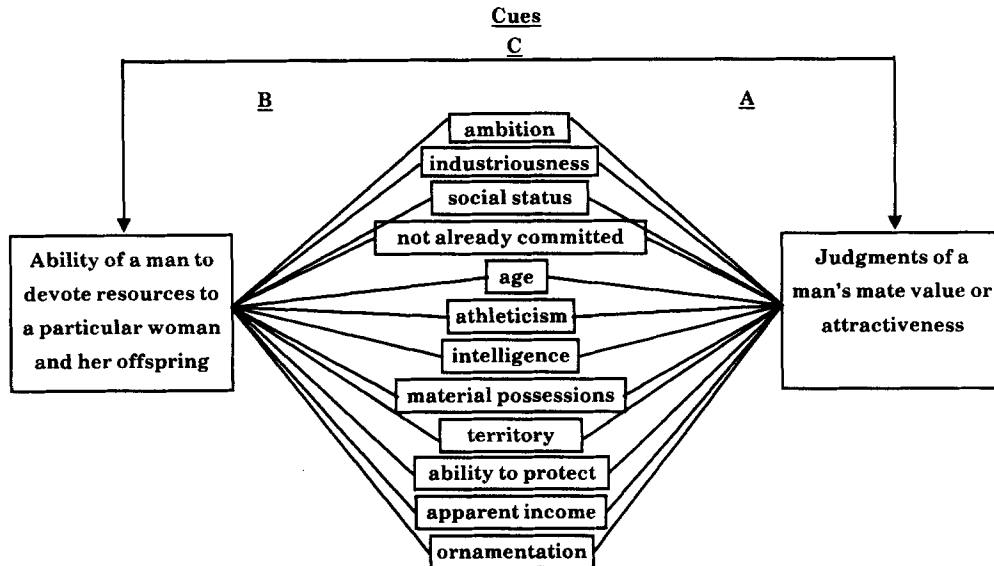 Cues
C
B
A
ambition
industriousness
social status
not already committed
age
athleticism
intelligence
material possessions
territory
ability to protect
apparent income
ornamentation
Ability of a man to
devote resources to
a particular woman
and her offspring
Judgments of a
man's mate value or
attractiveness